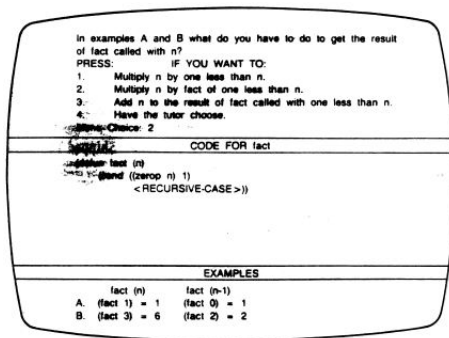 In examples A and B what do you have to do to get the result
of fact called with n?
PRESS: IF YOU WANT TO:
1. Multiply n by one less than n.
2. Multiply n by fact of one less than n.
3. Add n to the result of fact called with one less than n.
4. Have the tutor choose.
Choice: 2
CODE FOR fact
fact (n)
((zerop n) 1)
<RECURSIVE-CASE>))
EXAMPLES
fact (n) fact (n-1)
A. (fact 1) = 1 (fact 0) = 1
B. (fact 3) = 6 (fact 2) = 2